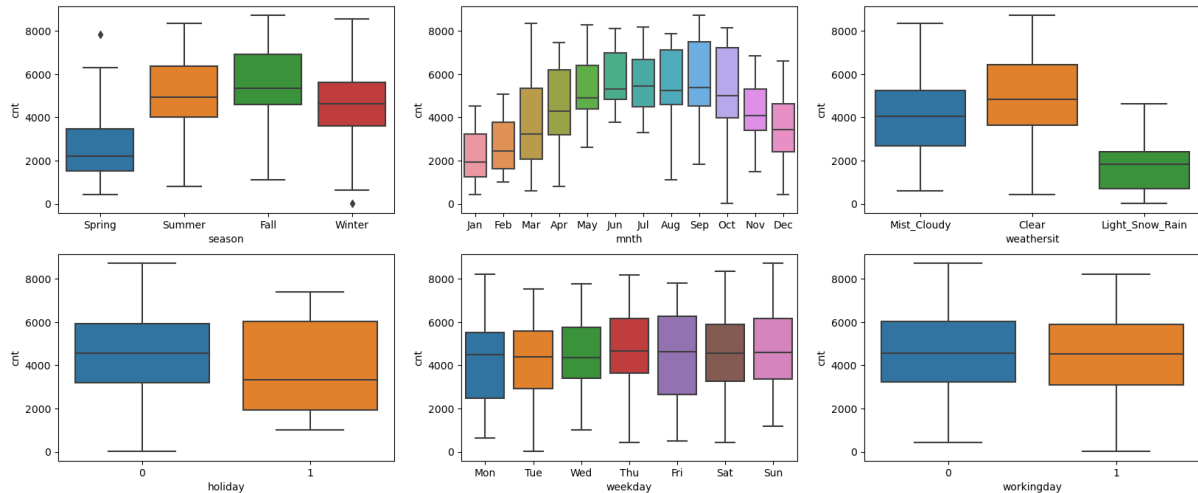 cnt
8000
6000
4000
2000
0
Spring Summer Fall Winter
season
cnt
8000
6000
4000
2000
0
Jan Feb Mar Apr May Jun Jul Aug Sep Oct Nov Dec
mnth
cnt
8000
6000
4000
2000
0
Mist_Cloudy Clear Light_Snow_Rain
weathersit
cnt
8000
6000
4000
2000
0
0 1
holiday
cnt
8000
6000
4000
2000
0
Mon Tue Wed Thu Fri Sat Sun
weekday
cnt
8000
6000
4000
2000
0
0 1
workingday